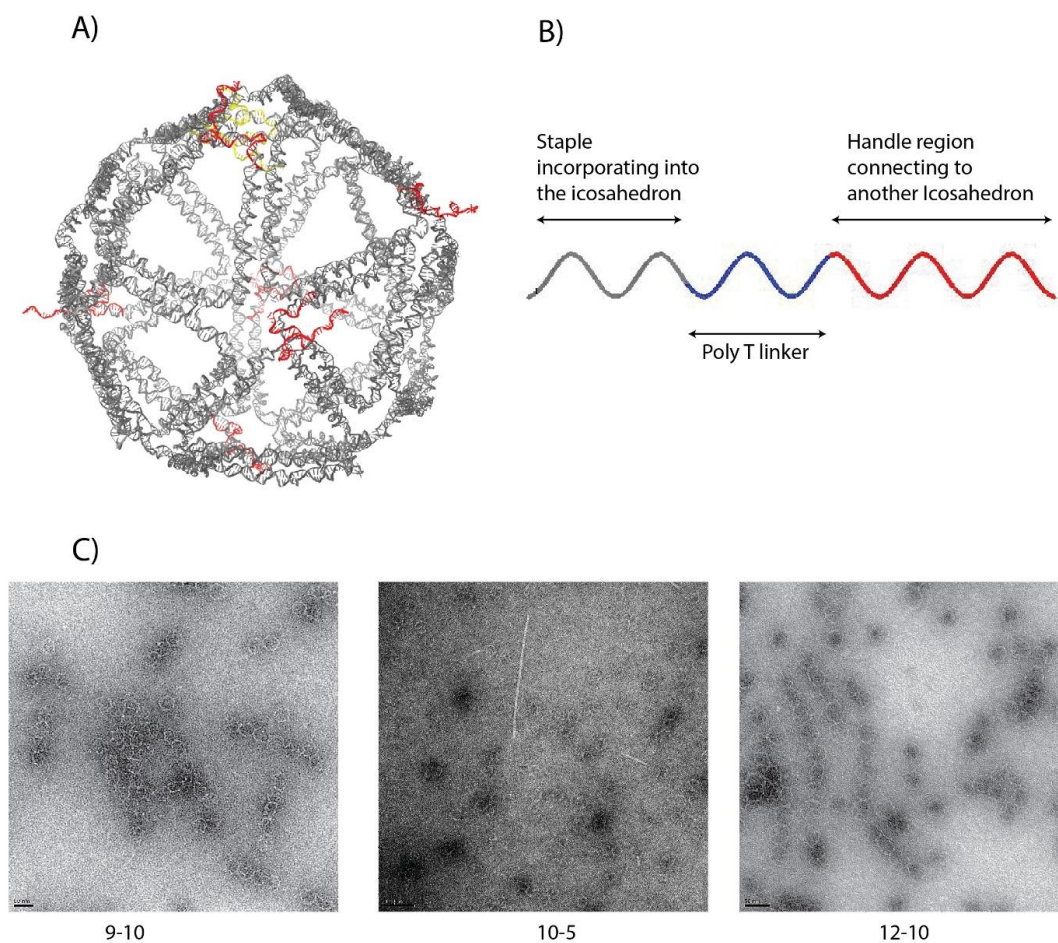 A)
B)
Staple
incorporating into
the icosahedron
Handle region
connecting to
another Icosahedron
Poly T linker
C)
9-10
10-5
12-10